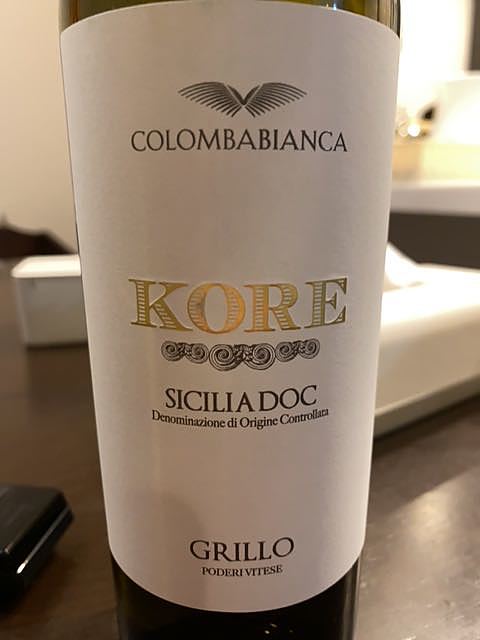 COLOMBABIANCA
KORE
SICILIA DOC
Denominazione di Origine Controllata
GRILLO
PODERI VITESE